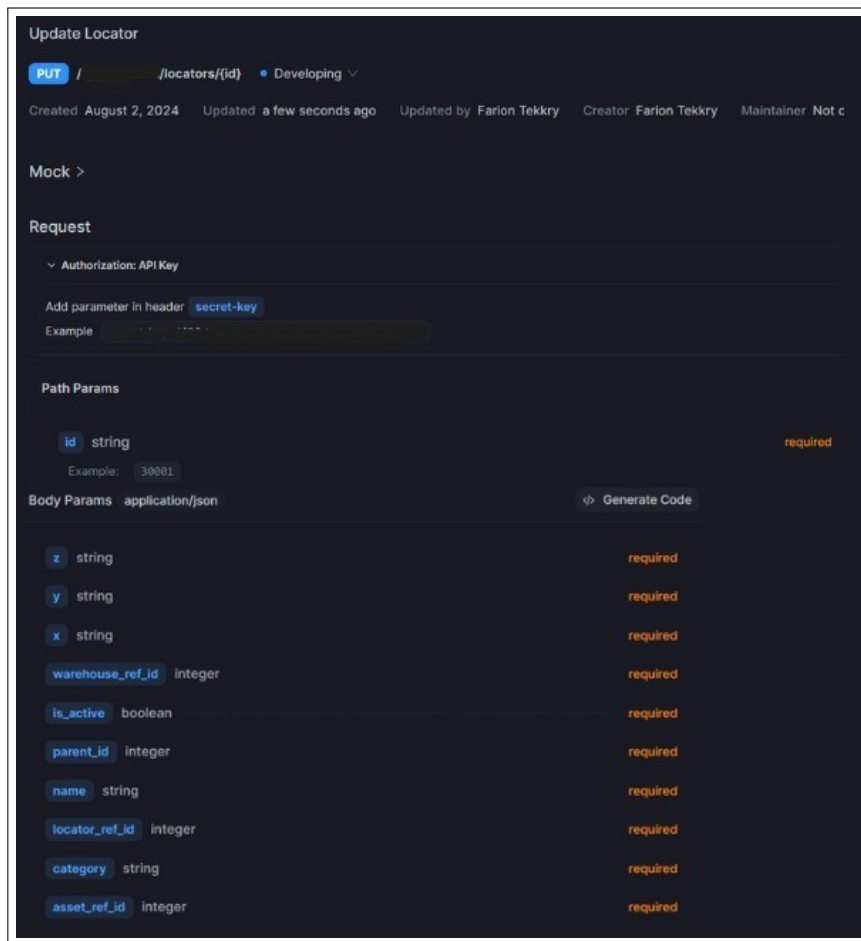 Update Locator
PUT / /locators/{id} • Developing
Created August 2, 2024 Updated a few seconds ago Updated by Farion Tekkry Creator Farion Tekkry Maintainer Not c
Mock >
Request
Authorization: API Key
Add parameter in header secret-key
Example
Path Params
id string required
Example: 30001
Body Params application/json </> Generate Code
z string required
y string required
x string required
warehouse_ref_id integer required
is_active boolean required
parent_id integer required
name string required
locator_ref_id integer required
category string required
asset_ref_id integer required